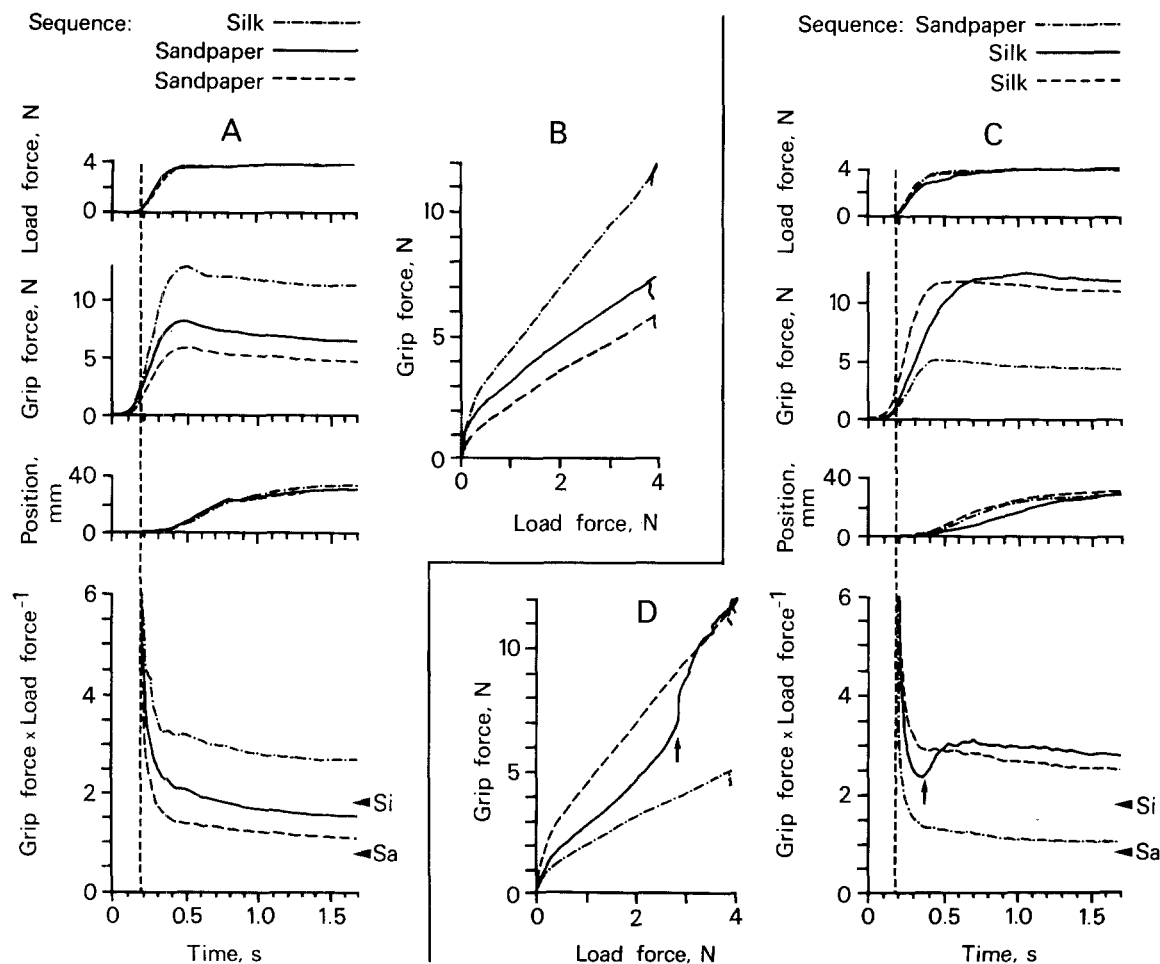 Sequence: Silk
Sandpaper
Sandpaper
A
Load force, N
4
0
Grip force, N
10
5
0
Position, mm
40
0
Grip force x Load force⁻¹
6
4
2
0
Si
Sa
0 0.5 1.0 1.5
Time, s
B
Grip force, N
10
5
0
0 2 4
Load force, N
Sequence: Sandpaper
Silk
Silk
C
Load force, N
4
0
Grip force, N
10
5
0
Position, mm
40
0
Grip force x Load force⁻¹
6
4
2
0
Si
Sa
0 0.5 1.0 1.5
Time, s
D
Grip force, N
10
5
0
0 2 4
Load force, N